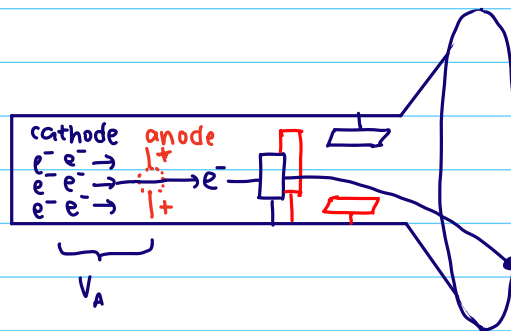 cathode anode
+
e⁻ e⁻
e⁻ e⁻ e⁻
e⁻ e⁻
+
V_A